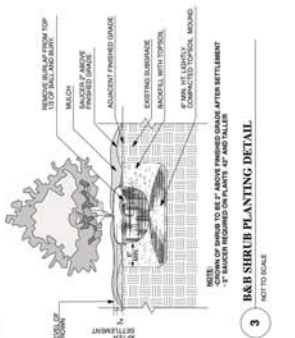 REMOVE BURLAP FROM TOP
1/3 OF BALL AND BURY.
MULCH
SAUCER 2" ABOVE
FINISHED GRADE
ADJACENT FINISHED GRADE
EXISTING SUBGRADE
BACKFILL WITH TOPSOIL
6" MIN. HT. LIGHTLY
COMPACTED TOPSOIL MOUND.
MIN
SETTLEMENT
NOTE:
-CROWN OF SHRUB TO BE 2" ABOVE FINISHED GRADE AFTER SETTLEMENT
- 2" SAUCER REQUIRED ON PLANTS 42" AND TALLER
3
B&B SHRUB PLANTING DETAIL
NOT TO SCALE